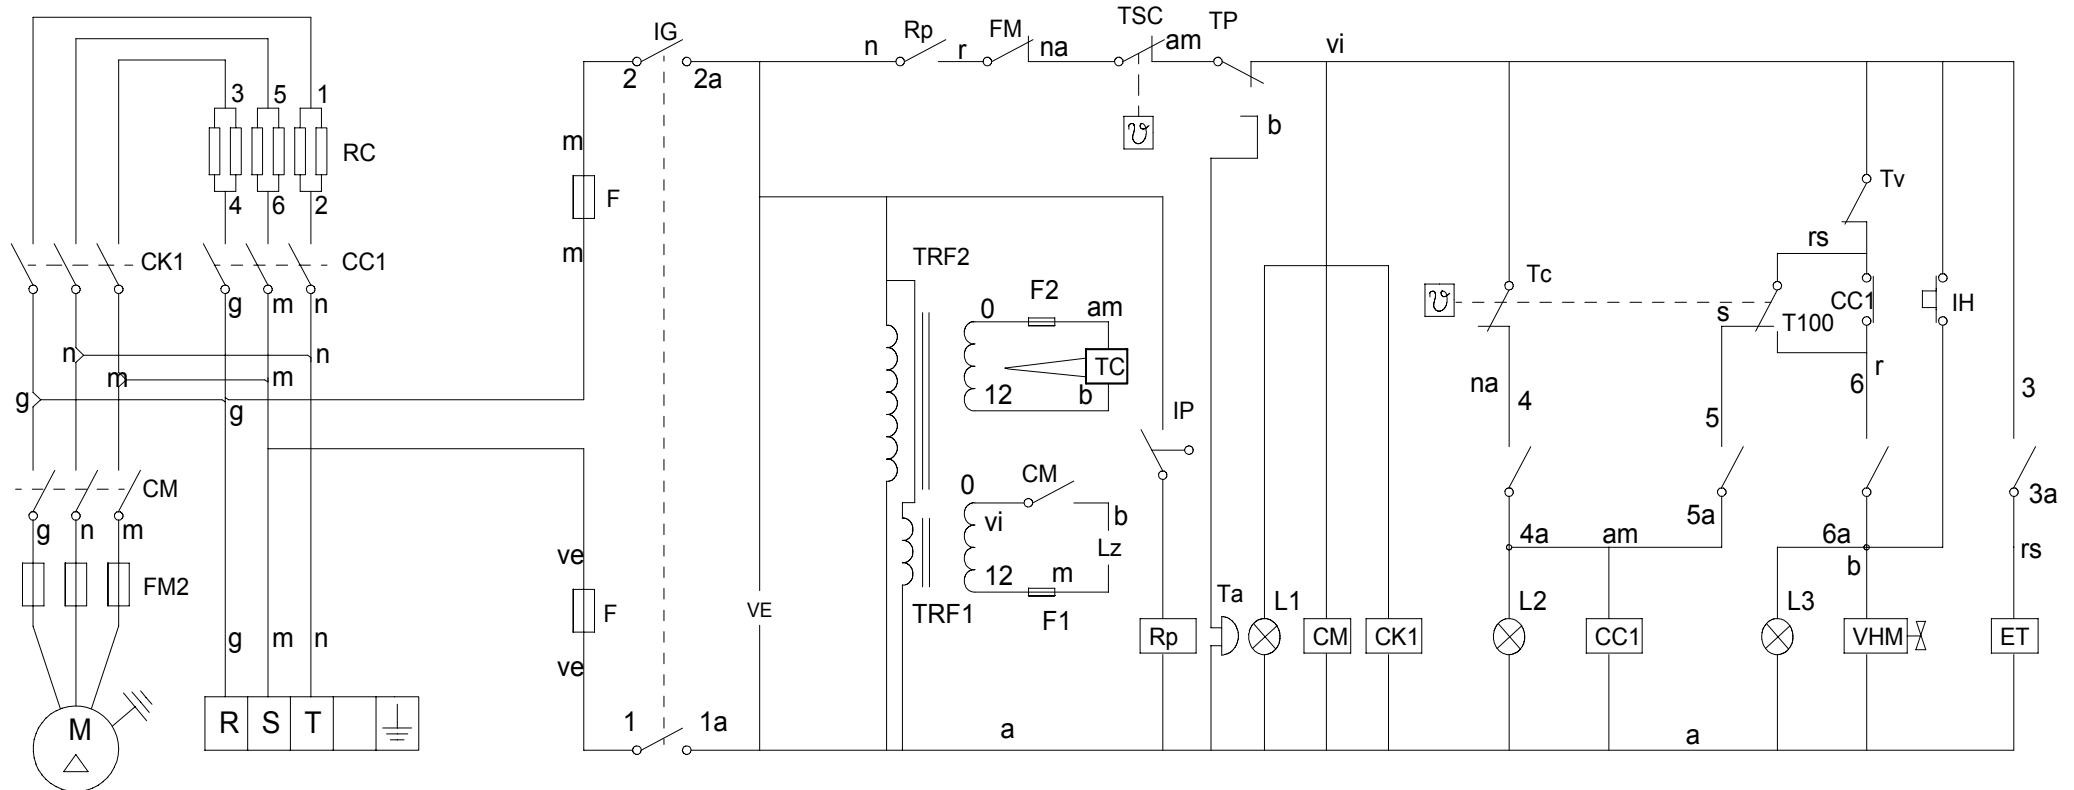 IG
Rp
FM
TSC
TP
n
r
na
am
vi
2
2a
3
5
1
RC
m
F
ϑ
b
4
6
2
Tv
CK1
CC1
m
TRF2
rs
g
m
n
F2
0
am
ϑ
Tc
s
T100
CC1
IH
n
n
m
m
TC
12
b
na
r
g
g
IP
4
5
6
3
CM
0
CM
3a
g
n
m
vi
b
5a
ve
Lz
4a
am
6a
rs
FM2
12
m
b
F
VE
TRF1
F1
Ta
L1
L2
L3
g
m
n
Rp
CM
CK1
CC1
VHM
ET
ve
R
S
T
M
1
1a
a
a